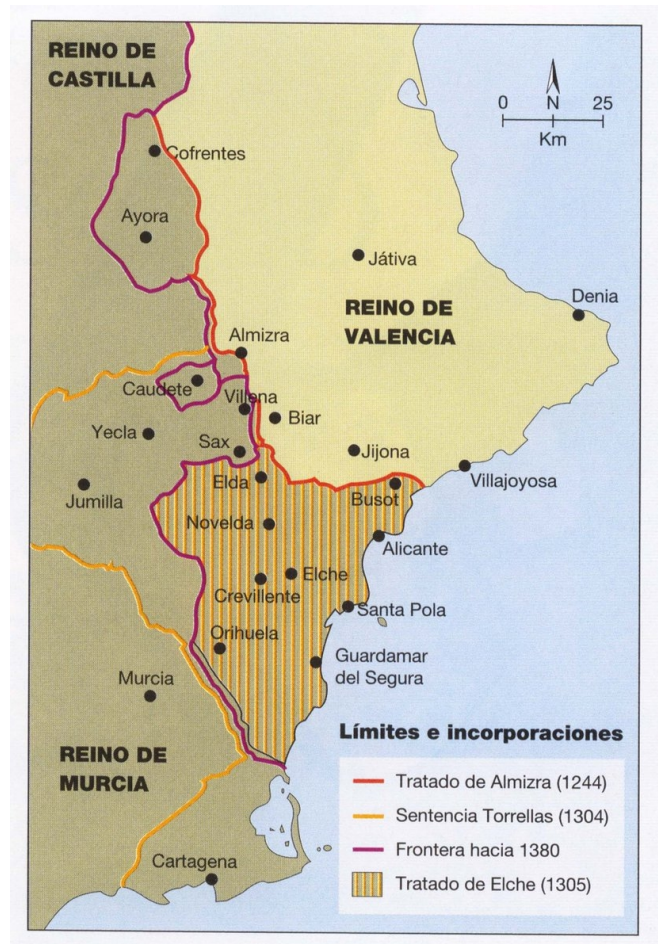 REINO DE
CASTILLA
0 N 25
Km
Cofrentes
Ayora
Játiva
Denia
REINO DE
VALENCIA
Almizra
Caudete
Villena
Biar
Yecla
Sax
Jijona
Villajoyosa
Elda
Busot
Jumilla
Novelda
Alicante
Elche
Crevillente
Santa Pola
Orihuela
Guardamar
del Segura
Murcia
REINO DE
MURCIA
Cartagena
Límites e incorporaciones
Tratado de Almizra (1244)
Sentencia Torrellas (1304)
Frontera hacia 1380
Tratado de Elche (1305)